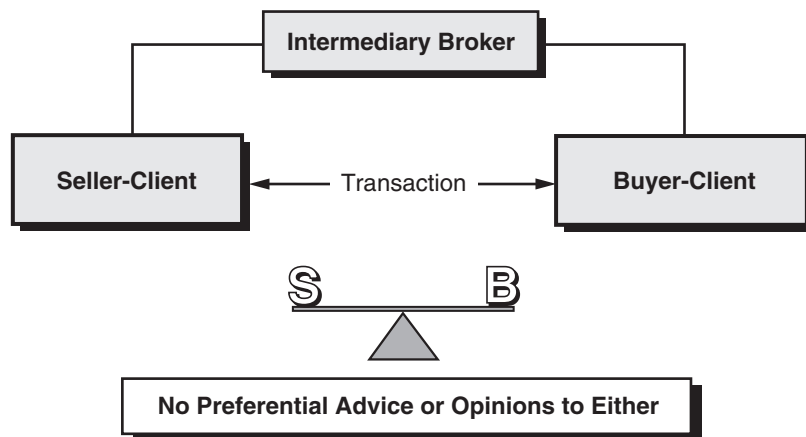 Intermediary Broker
Seller-Client
Transaction
Buyer-Client
S
B
No Preferential Advice or Opinions to Either